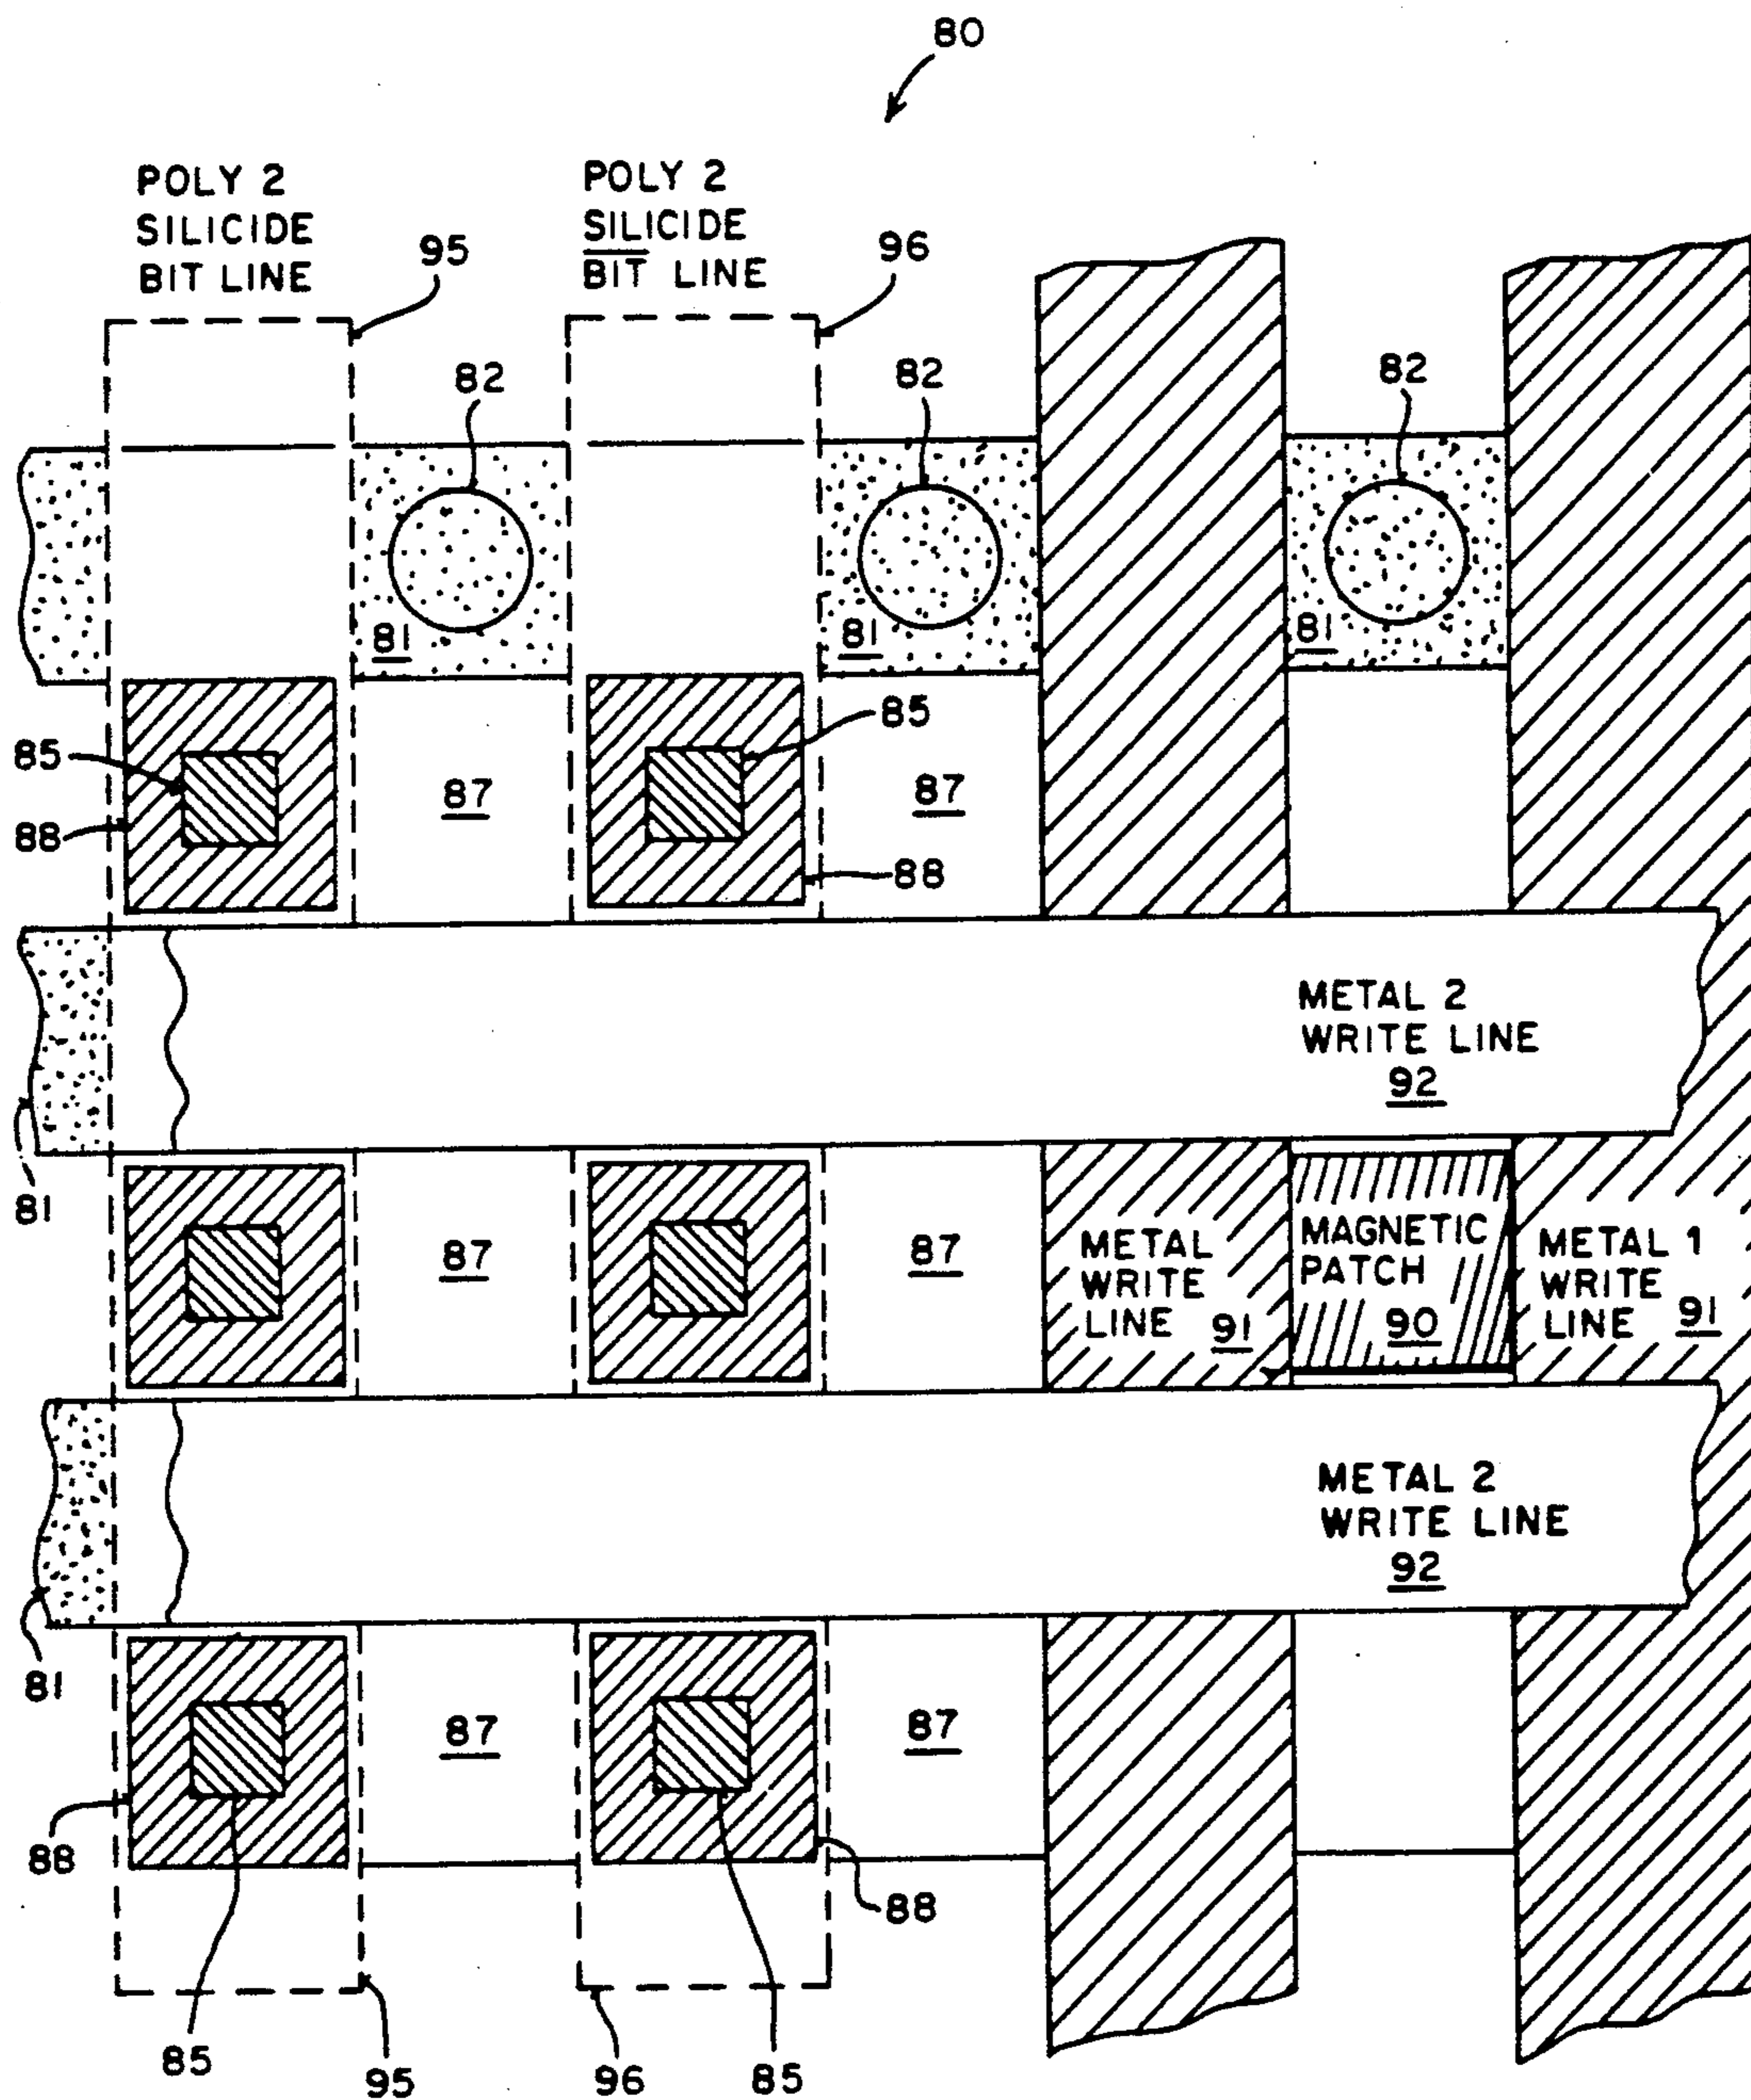 80
POLY 2
SILICIDE
BIT LINE
POLY 2
SILICIDE
B̅I̅T̅ LINE
95
96
82
82
82
81
81
81
85
88
87
85
87
88
METAL 2
WRITE LINE
92
81
87
87
METAL
WRITE
LINE 91
MAGNETIC
PATCH
90
METAL 1
WRITE
LINE 91
METAL 2
WRITE LINE
92
81
87
87
88
88
85
95
96
85